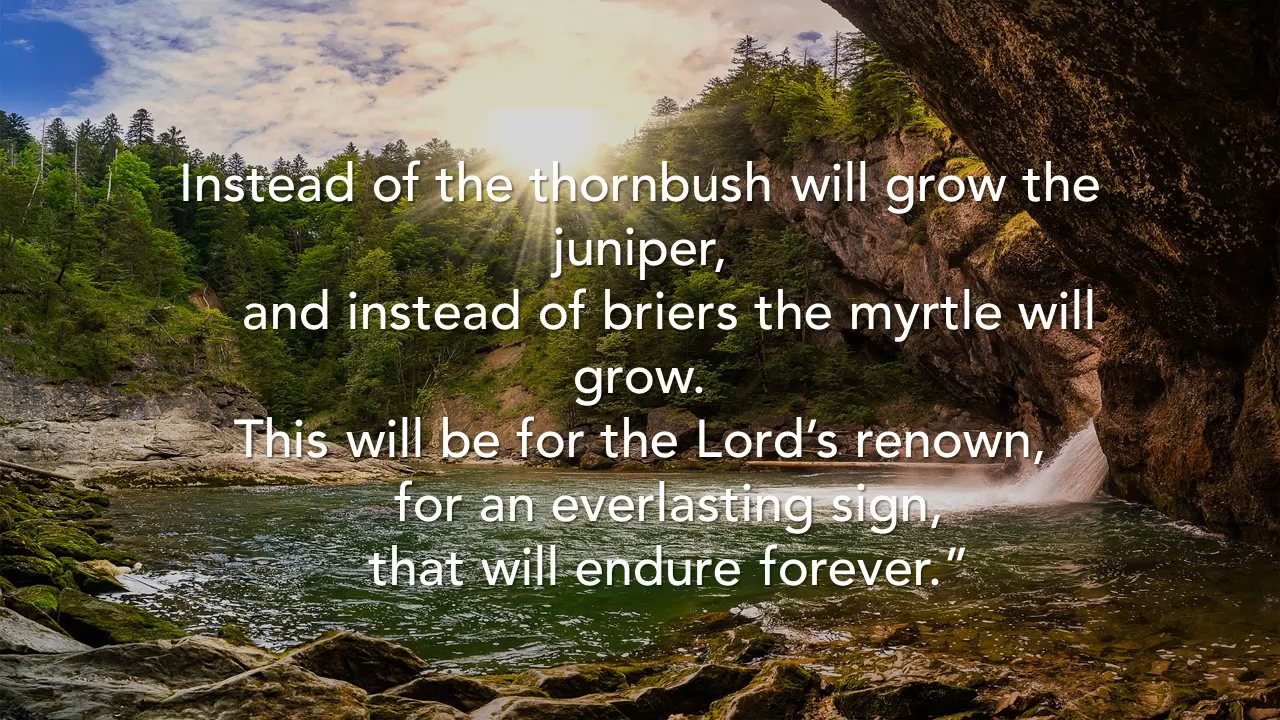 Instead of the thornbush will grow the
juniper,
and instead of briers the myrtle will
grow.
This will be for the Lord’s renown,
for an everlasting sign,
that will endure forever.”